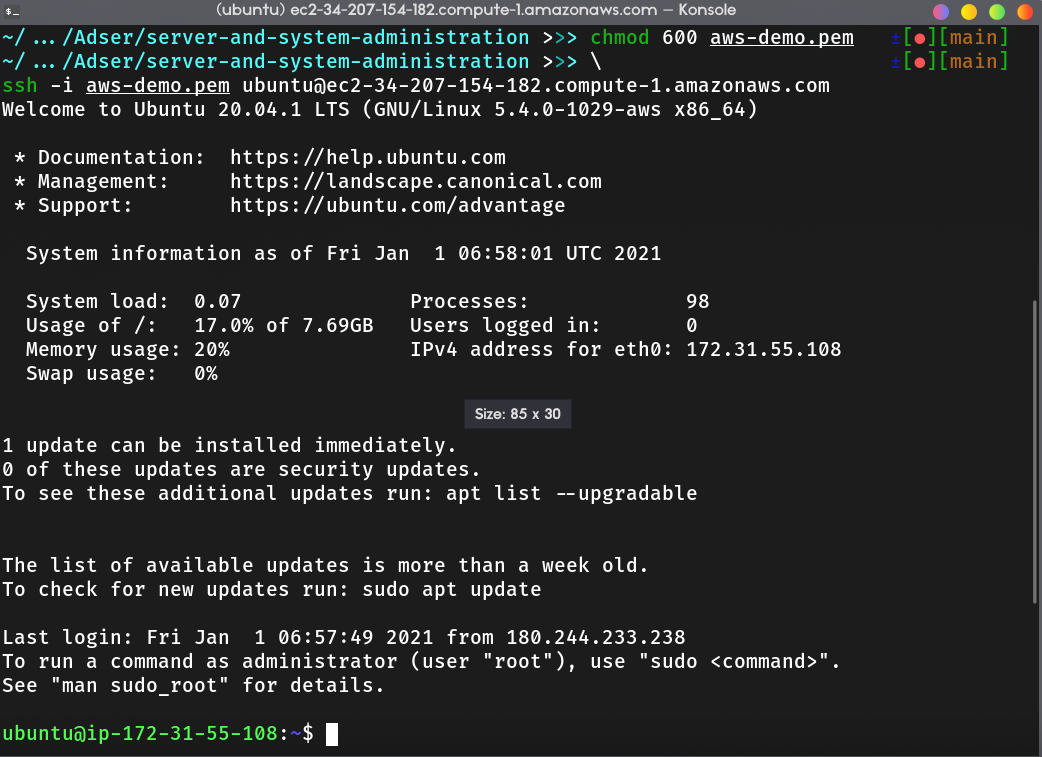 (ubuntu) ec2-34-207-154-182.compute-1.amazonaws.com — Konsole
~/ … /Adser/server-and-system-administration >>> chmod 600 aws-demo.pem ±[●][main]
~/ … /Adser/server-and-system-administration >>> \ ±[●][main]
ssh -i aws-demo.pem ubuntu@ec2-34-207-154-182.compute-1.amazonaws.com
Welcome to Ubuntu 20.04.1 LTS (GNU/Linux 5.4.0-1029-aws x86_64)
* Documentation: https://help.ubuntu.com
* Management: https://landscape.canonical.com
* Support: https://ubuntu.com/advantage
System information as of Fri Jan 1 06:58:01 UTC 2021
System load: 0.07 Processes: 98
Usage of /: 17.0% of 7.69GB Users logged in: 0
Memory usage: 20% IPv4 address for eth0: 172.31.55.108
Swap usage: 0%
Size: 85 x 30
1 update can be installed immediately.
0 of these updates are security updates.
To see these additional updates run: apt list --upgradable
The list of available updates is more than a week old.
To check for new updates run: sudo apt update
Last login: Fri Jan 1 06:57:49 2021 from 180.244.233.238
To run a command as administrator (user "root"), use "sudo <command>".
See "man sudo_root" for details.
ubuntu@ip-172-31-55-108:~$